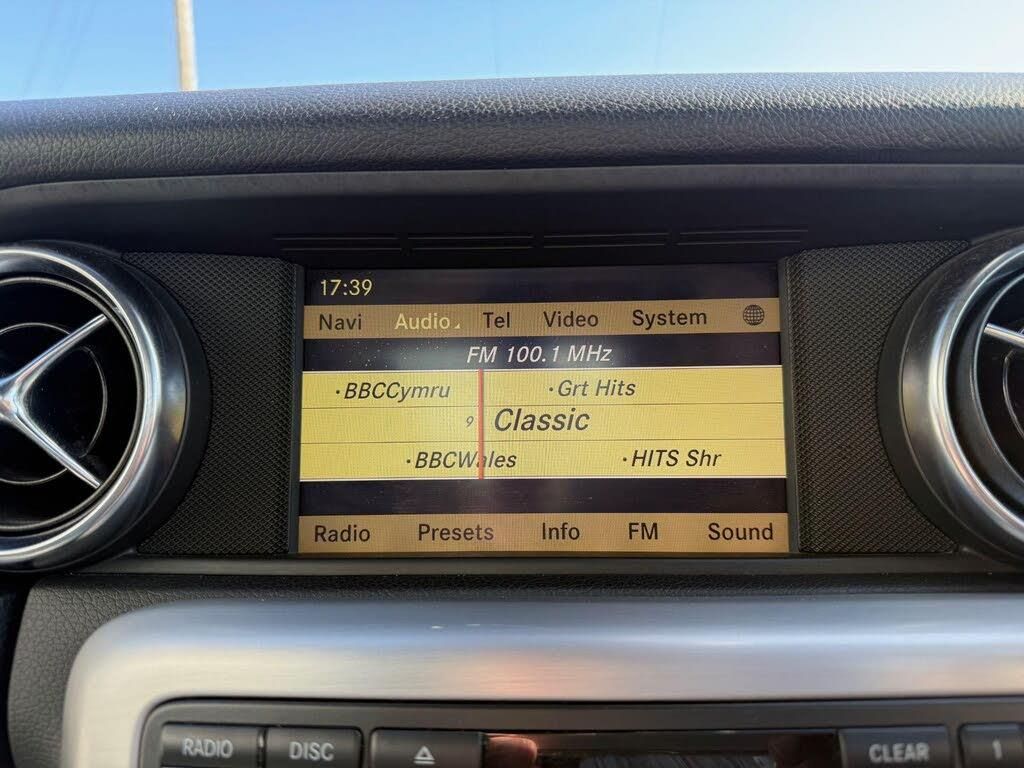 17:39
Navi Audio Tel Video System
FM 100.1 MHz
·BBCCymru ·Grt Hits
9 Classic
·BBCWales ·HITS Shr
Radio Presets Info FM Sound
RADIO DISC CLEAR 1